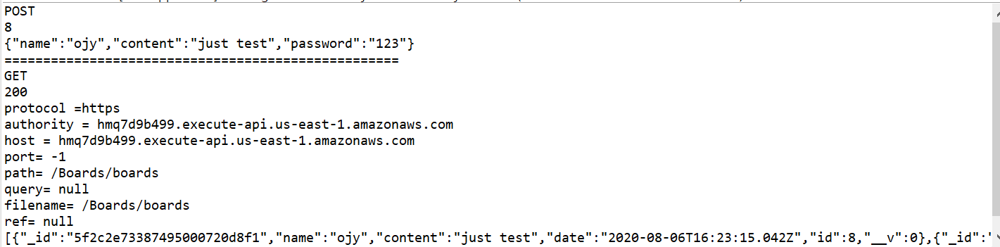 POST
8
{"name":"ojy","content":"just test","password":"123"}
===================================================
GET
200
protocol =https
authority = hmq7d9b499.execute-api.us-east-1.amazonaws.com
host = hmq7d9b499.execute-api.us-east-1.amazonaws.com
port= -1
path= /Boards/boards
query= null
filename= /Boards/boards
ref= null
[{"_id":"5f2c2e73387495000720d8f1","name":"ojy","content":"just test","date":"2020-08-06T16:23:15.042Z","id":8,"__v":0},{"_id":"